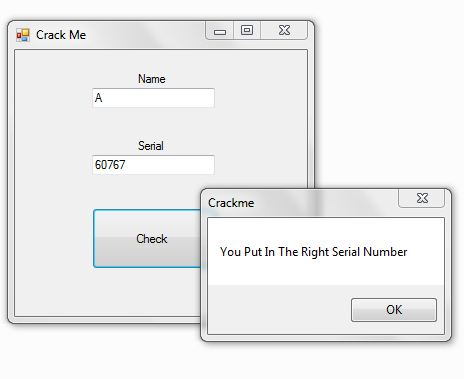 Crack Me
Name
A
Serial
60767
Check
Crackme
You Put In The Right Serial Number
OK